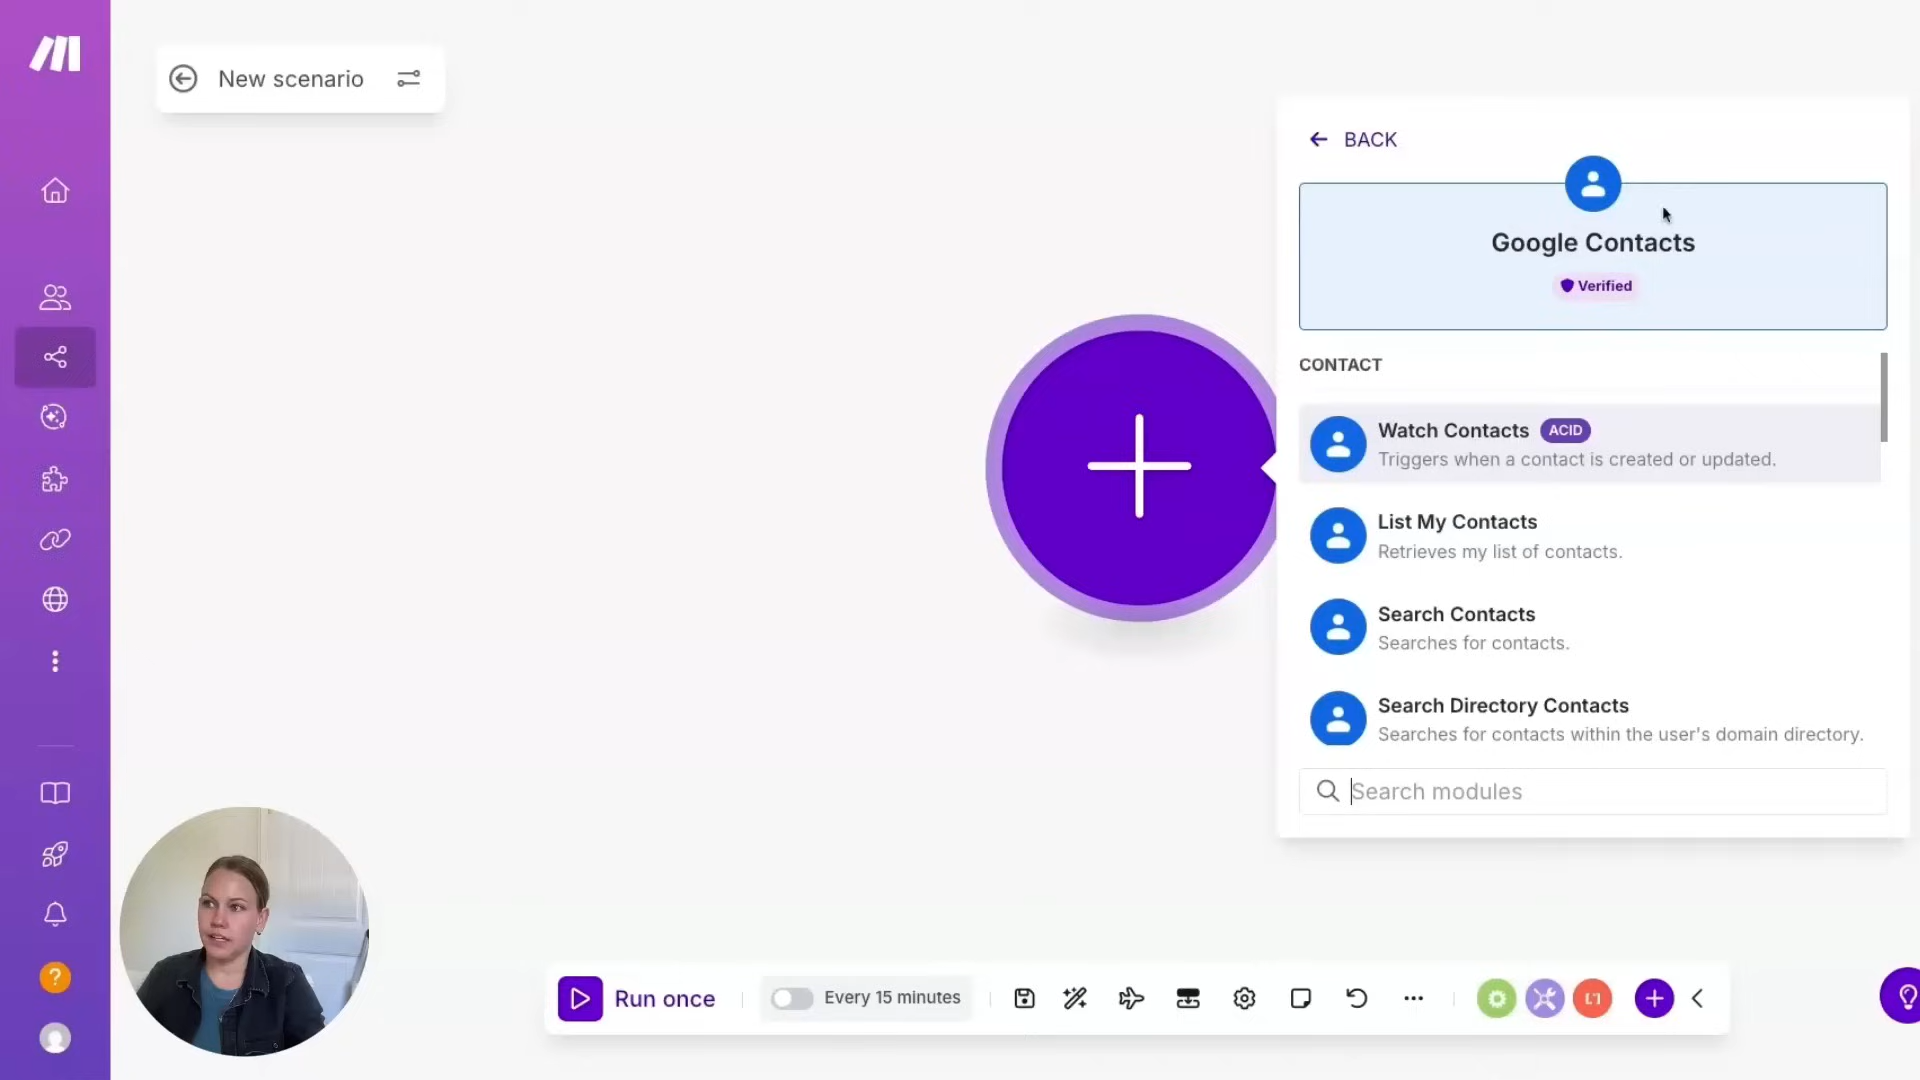 New scenario
BACK
Google Contacts
Verified
CONTACT
Watch Contacts ACID
Triggers when a contact is created or updated.
List My Contacts
Retrieves my list of contacts.
Search Contacts
Searches for contacts.
Search Directory Contacts
Searches for contacts within the user's domain directory.
Search modules
?
Run once
Every 15 minutes